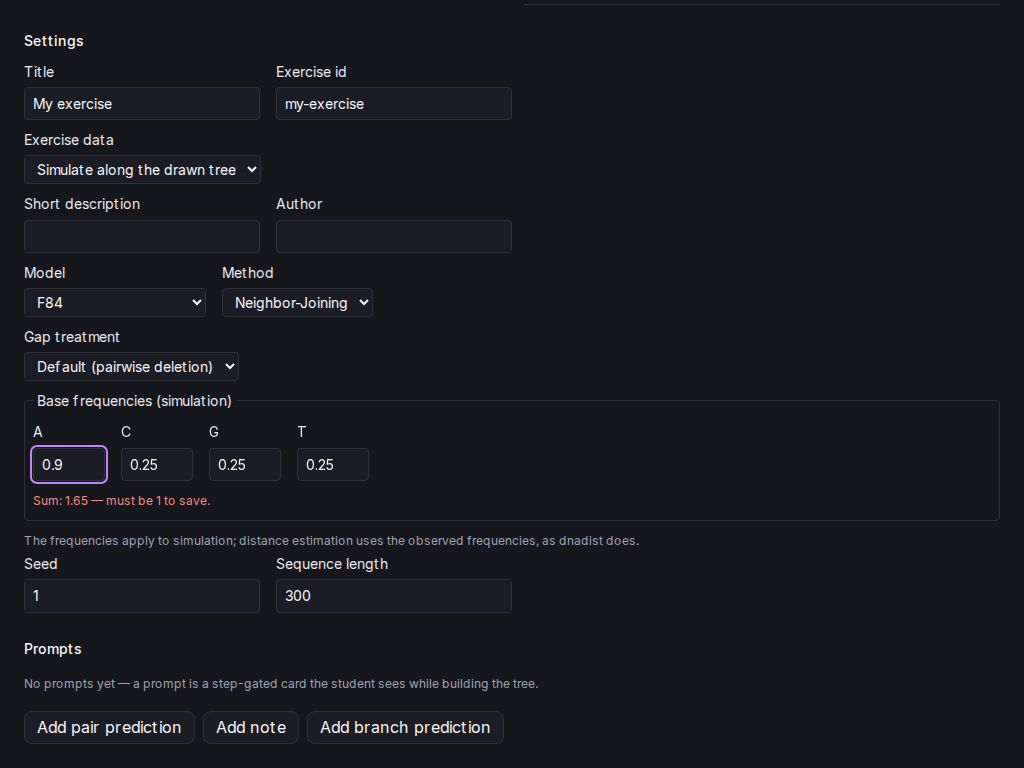 Settings
Title Exercise id
My exercise my-exercise
Exercise data
Simulate along the drawn tree
Short description Author
Model Method
F84 Neighbor-Joining
Gap treatment
Default (pairwise deletion)
Base frequencies (simulation)
A C G T
0.9 0.25 0.25 0.25
Sum: 1.65 — must be 1 to save.
The frequencies apply to simulation; distance estimation uses the observed frequencies, as dnadist does.
Seed Sequence length
1 300
Prompts
No prompts yet — a prompt is a step-gated card the student sees while building the tree.
Add pair prediction Add note Add branch prediction